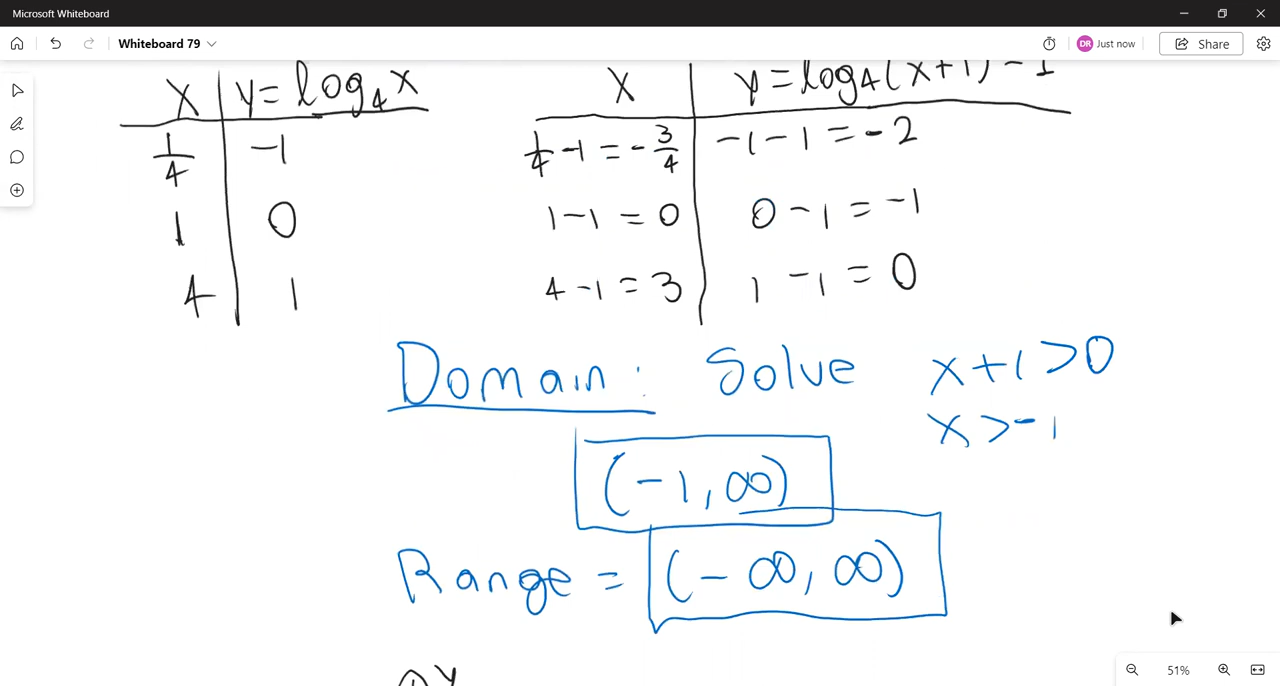 Microsoft Whiteboard
Whiteboard 79
DR Just now
Share
x | y = log₄ x
1/4 | -1
1 | 0
4 | 1
x | y = log₄(x+1) - 1
1/4 - 1 = -3/4 | -1 - 1 = -2
1 - 1 = 0 | 0 - 1 = -1
4 - 1 = 3 | 1 - 1 = 0
Domain: Solve x + 1 > 0
x > -1
(-1, ∞)
Range = (-∞, ∞)
51%